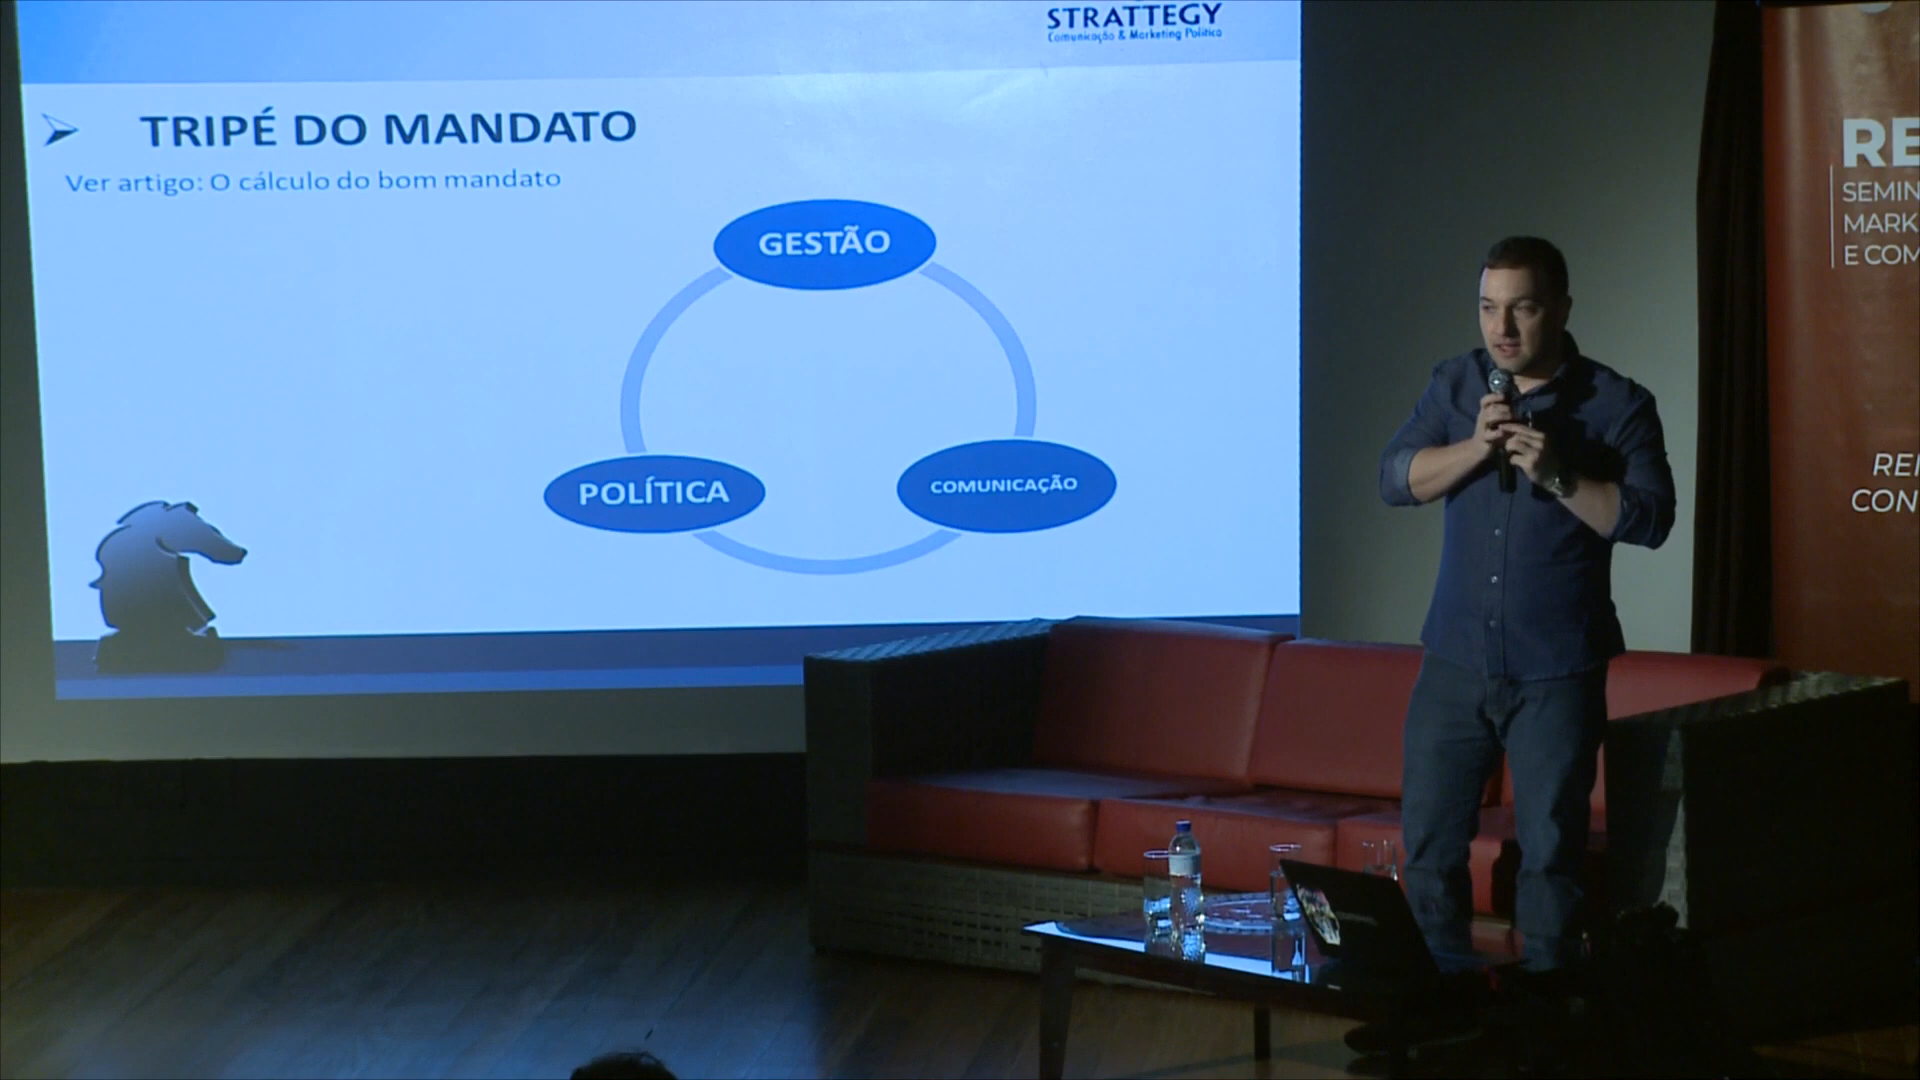 STRATTEGY
Comunicação & Marketing Político
TRIPÉ DO MANDATO
Ver artigo: O cálculo do bom mandato
GESTÃO
POLÍTICA
COMUNICAÇÃO
RE
SEMIN
MARK
E COM
RE
CON